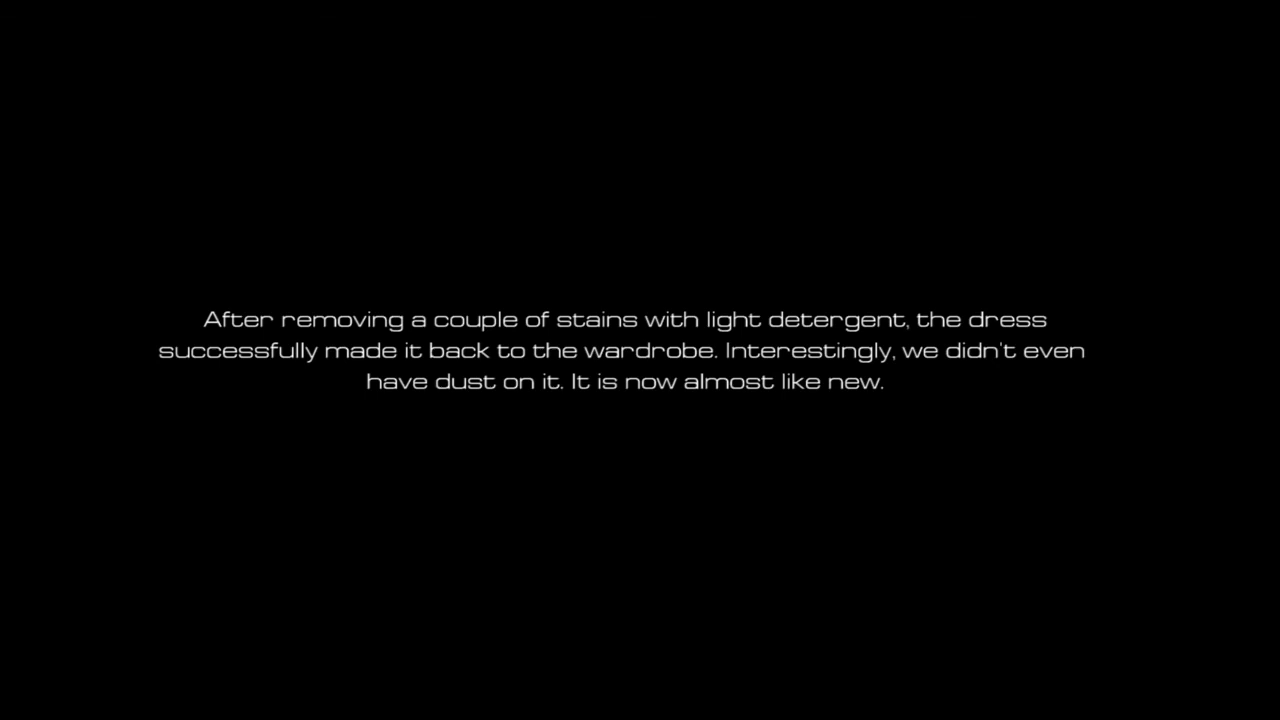 After removing a couple of stains with light detergent, the dress
successfully made it back to the wardrobe. Interestingly, we didn't even
have dust on it. It is now almost like new.